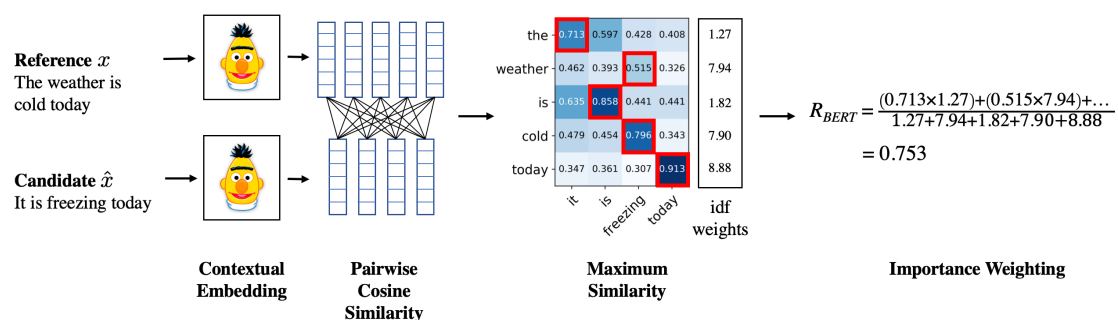 Reference x
The weather is
cold today
Candidate x̂
It is freezing today
Contextual
Embedding
Pairwise
Cosine
Similarity
the 0.713 0.597 0.428 0.408 1.27
weather 0.462 0.393 0.515 0.326 7.94
is 0.635 0.858 0.441 0.441 1.82
cold 0.479 0.454 0.796 0.343 7.90
today 0.347 0.361 0.307 0.913 8.88
it is freezing today
idf
weights
Maximum
Similarity
R_BERT = (0.713×1.27)+(0.515×7.94)+...
1.27+7.94+1.82+7.90+8.88
= 0.753
Importance Weighting